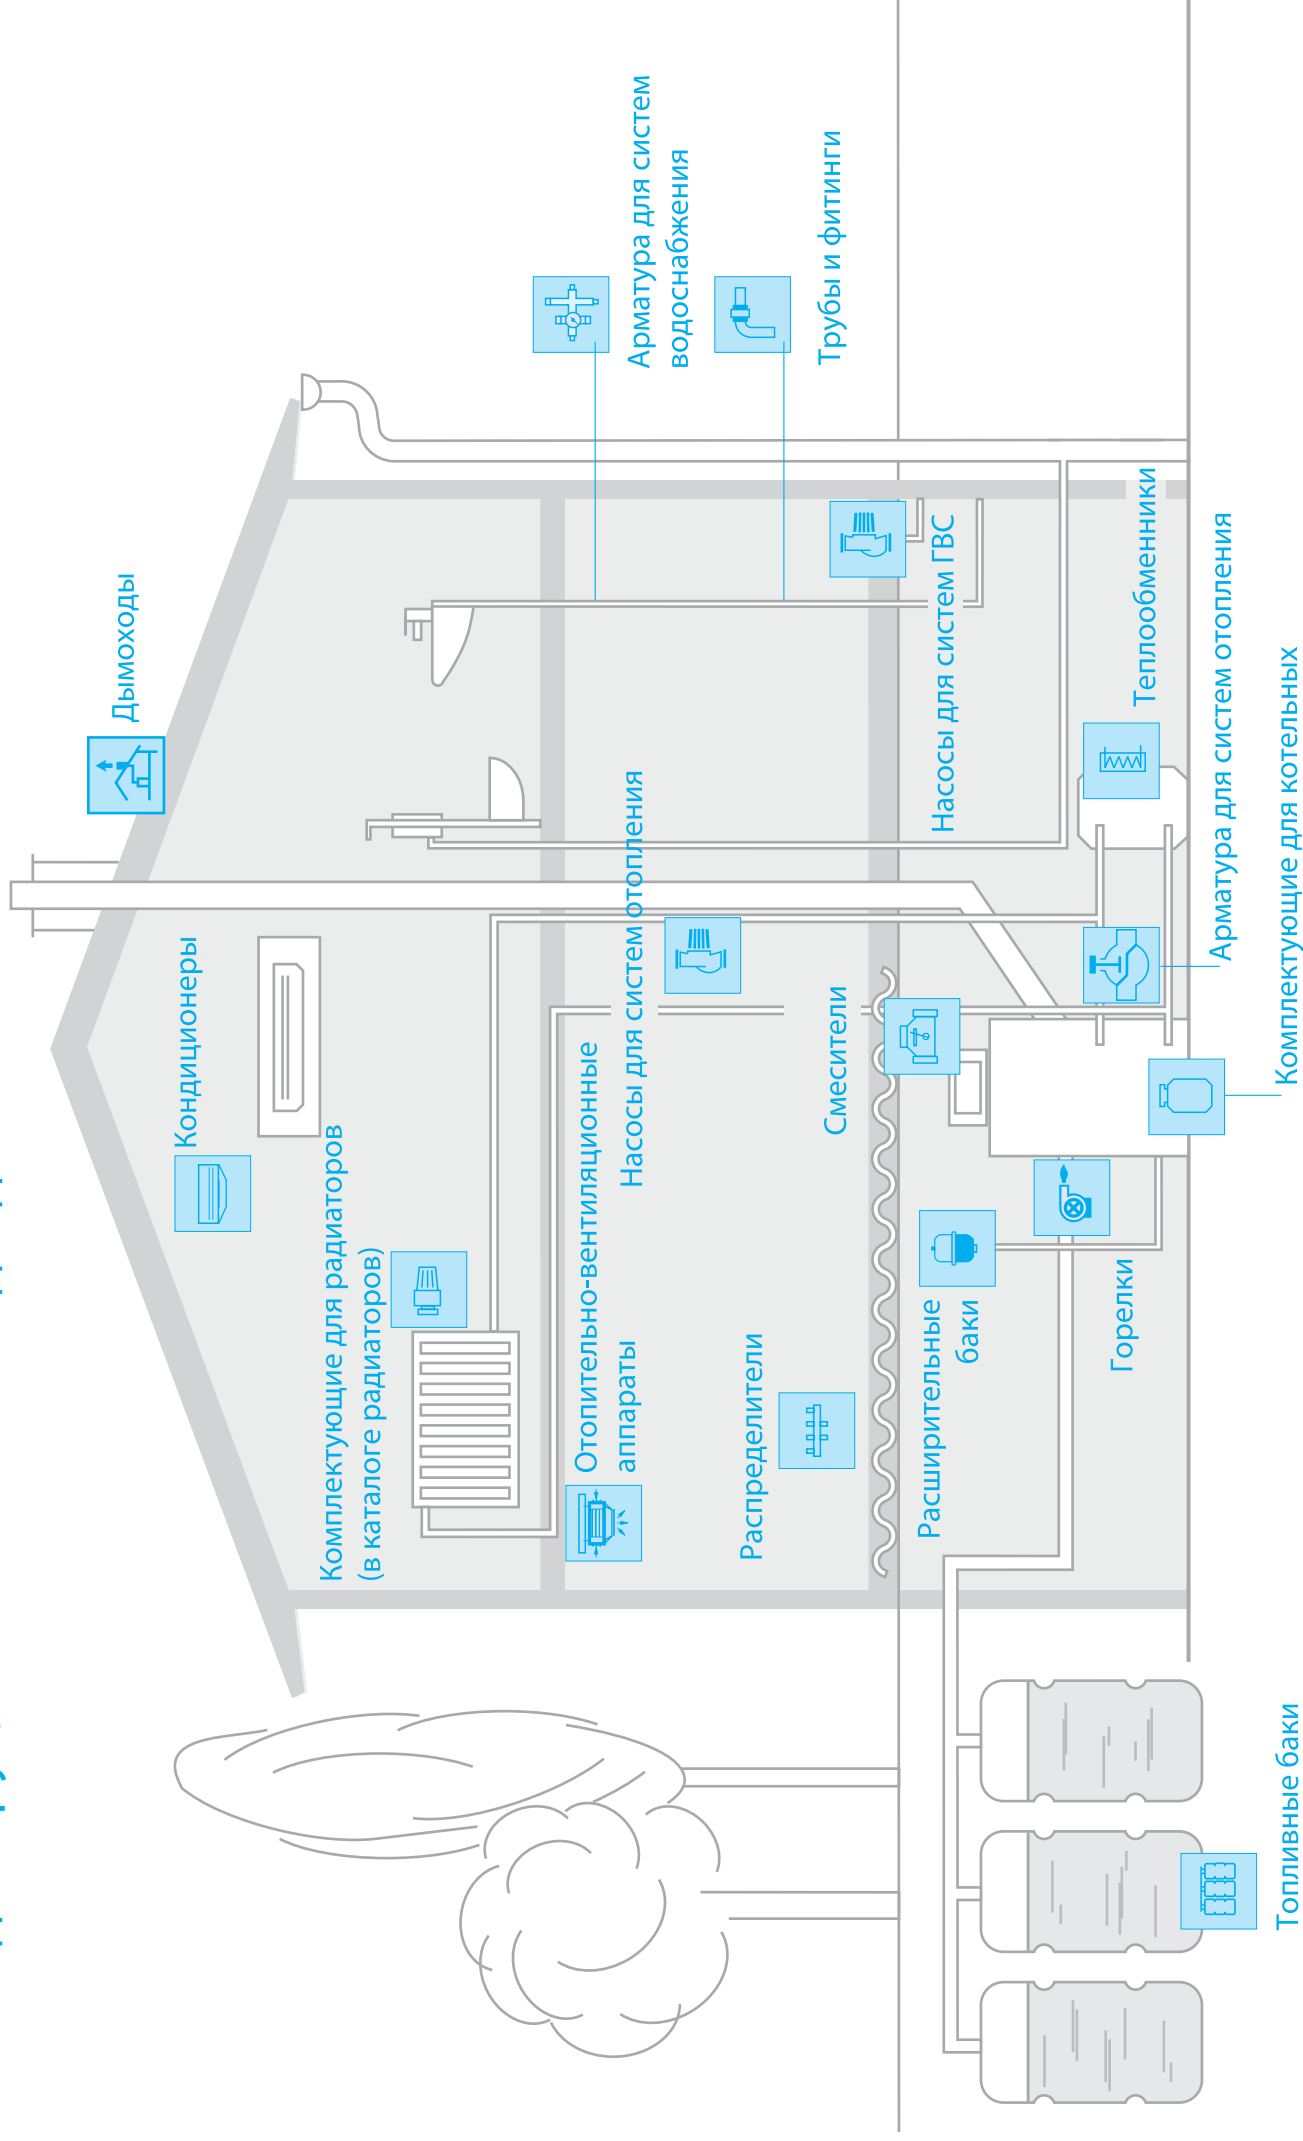 Дымоходы
Кондиционеры
Комплектующие для радиаторов
(в каталоге радиаторов)
Отопительно-вентиляционные
аппараты
Насосы для систем отопления
Арматура для систем
водоснабжения
Трубы и фитинги
Распределители
Смесители
Насосы для систем ГВС
Расширительные
баки
Горелки
Теплообменники
Арматура для систем отопления
Комплектующие для котельных
Топливные баки